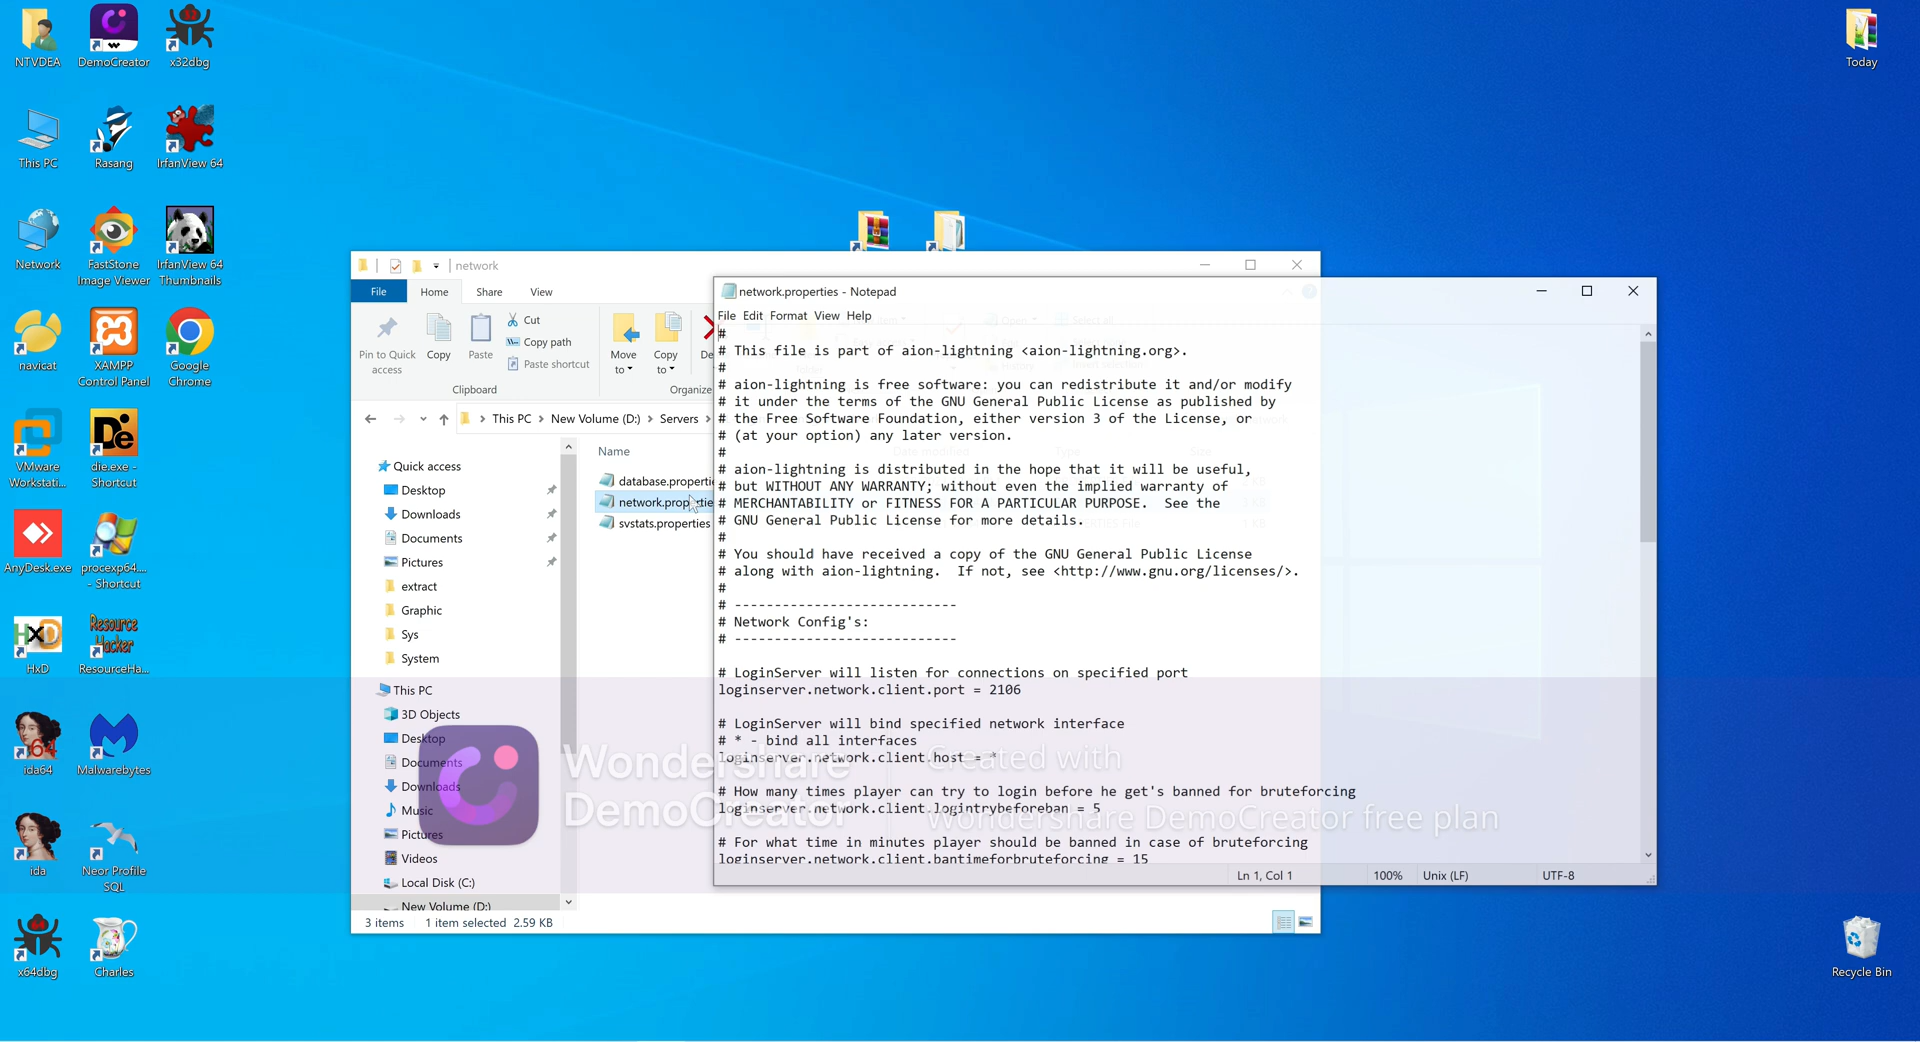 NTVDEA
DemoCreator
x32dbg
Today
This PC
Rasang
IrfanView 64
Network
FastStone
Image Viewer
IrfanView 64
Thumbnails
navicat
XAMPP
Control Panel
Google
Chrome
VMware
Workstati...
die.exe -
Shortcut
AnyDesk.exe
procexp64....
- Shortcut
HxD
Resource
Hacker
ResourceHa...
ida64
Malwarebytes
ida
Neor Profile
SQL
x64dbg
Charles
Recycle Bin
network
File
Home
Share
View
Pin to Quick
access
Copy
Paste
Cut
Copy path
Paste shortcut
Clipboard
Move
to
Copy
to
Organize
This PC > New Volume (D:) > Servers >
Quick access
Desktop
Downloads
Documents
Pictures
extract
Graphic
Sys
System
This PC
3D Objects
Desktop
Documents
Downloads
Music
Pictures
Videos
Local Disk (C:)
New Volume (D:)
Name
database.propertie
network.propertie
svstats.properties
3 items
1 item selected 2.59 KB
network.properties - Notepad
File Edit Format View Help
#
# This file is part of aion-lightning <aion-lightning.org>.
#
# aion-lightning is free software: you can redistribute it and/or modify
# it under the terms of the GNU General Public License as published by
# the Free Software Foundation, either version 3 of the License, or
# (at your option) any later version.
#
# aion-lightning is distributed in the hope that it will be useful,
# but WITHOUT ANY WARRANTY; without even the implied warranty of
# MERCHANTABILITY or FITNESS FOR A PARTICULAR PURPOSE.  See the
# GNU General Public License for more details.
#
# You should have received a copy of the GNU General Public License
# along with aion-lightning.  If not, see <http://www.gnu.org/licenses/>.
#
# ----------------------------
# Network Config's:
# ----------------------------
# LoginServer will listen for connections on specified port
loginserver.network.client.port = 2106
# LoginServer will bind specified network interface
# * - bind all interfaces
loginserver.network.client.host = *
# How many times player can try to login before he get's banned for bruteforcing
loginserver.network.client.logintrybeforeban = 5
# For what time in minutes player should be banned in case of bruteforcing
loginserver.network.client.bantimeforbruteforcing = 15
Ln 1, Col 1
100%
Unix (LF)
UTF-8
Wondershare
DemoCreator
Created with
Wondershare DemoCreator free plan